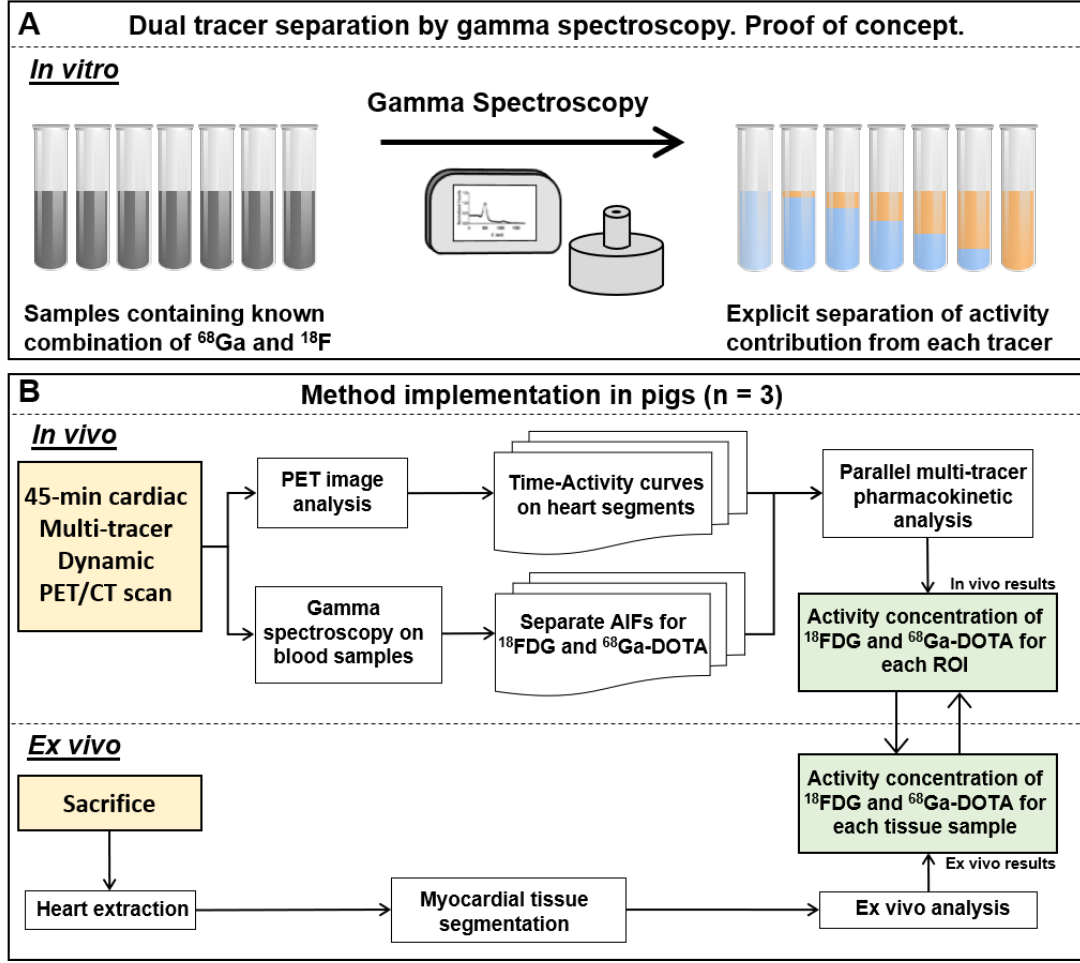 A
Dual tracer separation by gamma spectroscopy. Proof of concept.
In vitro
Gamma Spectroscopy
Samples containing known
combination of ⁶⁸Ga and ¹⁸F
Explicit separation of activity
contribution from each tracer
B
Method implementation in pigs (n = 3)
In vivo
45-min cardiac
Multi-tracer
Dynamic
PET/CT scan
PET image
analysis
Time-Activity curves
on heart segments
Parallel multi-tracer
pharmacokinetic
analysis
Gamma
spectroscopy on
blood samples
Separate AIFs for
¹⁸FDG and ⁶⁸Ga-DOTA
In vivo results
Activity concentration of
¹⁸FDG and ⁶⁸Ga-DOTA for
each ROI
Ex vivo
Sacrifice
Activity concentration of
¹⁸FDG and ⁶⁸Ga-DOTA for
each tissue sample
Ex vivo results
Heart extraction
Myocardial tissue
segmentation
Ex vivo analysis